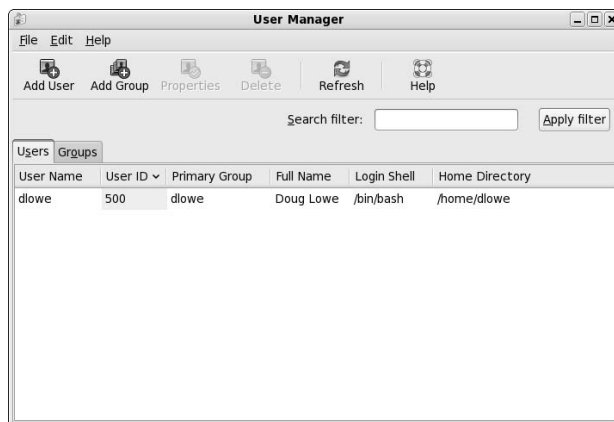 User Manager
File Edit Help
Add User Add Group Properties Delete Refresh Help
Search filter: Apply filter
Users Groups
User Name User ID Primary Group Full Name Login Shell Home Directory
dlowe 500 dlowe Doug Lowe /bin/bash /home/dlowe